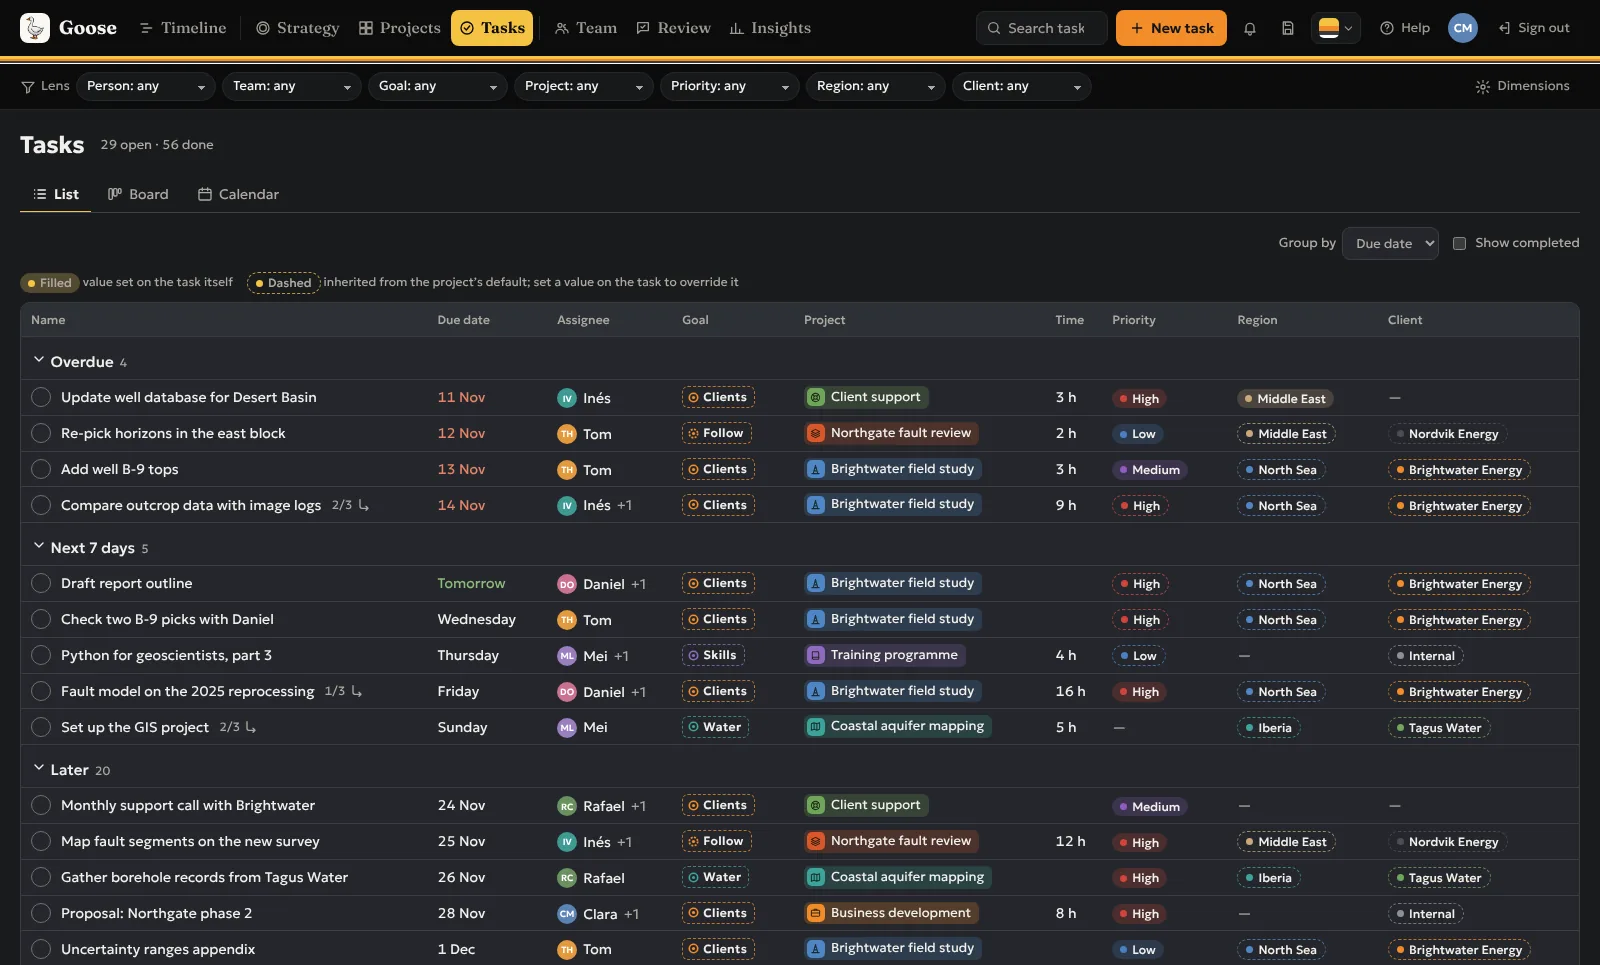 Goose Timeline Strategy Projects Tasks Team Review Insights Search task + New task Help CM Sign out
Lens Person: any Team: any Goal: any Project: any Priority: any Region: any Client: any Dimensions
Tasks 29 open · 56 done
List Board Calendar
Group by Due date Show completed
Filled value set on the task itself Dashed inherited from the project's default; set a value on the task to override it
Name Due date Assignee Goal Project Time Priority Region Client
Overdue 4
Update well database for Desert Basin 11 Nov IV Inés Clients Client support 3 h High Middle East —
Re-pick horizons in the east block 12 Nov TH Tom Follow Northgate fault review 2 h Low Middle East Nordvik Energy
Add well B-9 tops 13 Nov TH Tom Clients Brightwater field study 3 h Medium North Sea Brightwater Energy
Compare outcrop data with image logs 2/3 14 Nov IV Inés +1 Clients Brightwater field study 9 h High North Sea Brightwater Energy
Next 7 days 5
Draft report outline Tomorrow DO Daniel +1 Clients Brightwater field study High North Sea Brightwater Energy
Check two B-9 picks with Daniel Wednesday TH Tom Clients Brightwater field study High North Sea Brightwater Energy
Python for geoscientists, part 3 Thursday ML Mei +1 Skills Training programme 4 h Low — Internal
Fault model on the 2025 reprocessing 1/3 Friday DO Daniel +1 Clients Brightwater field study 16 h High North Sea Brightwater Energy
Set up the GIS project 2/3 Sunday ML Mei Water Coastal aquifer mapping 5 h — Iberia Tagus Water
Later 20
Monthly support call with Brightwater 24 Nov RC Rafael +1 Clients Client support Medium — —
Map fault segments on the new survey 25 Nov IV Inés +1 Follow Northgate fault review 12 h High Middle East Nordvik Energy
Gather borehole records from Tagus Water 26 Nov RC Rafael Water Coastal aquifer mapping High Iberia Tagus Water
Proposal: Northgate phase 2 28 Nov CM Clara +1 Clients Business development 8 h High — Internal
Uncertainty ranges appendix 1 Dec TH Tom Clients Brightwater field study Low North Sea Brightwater Energy